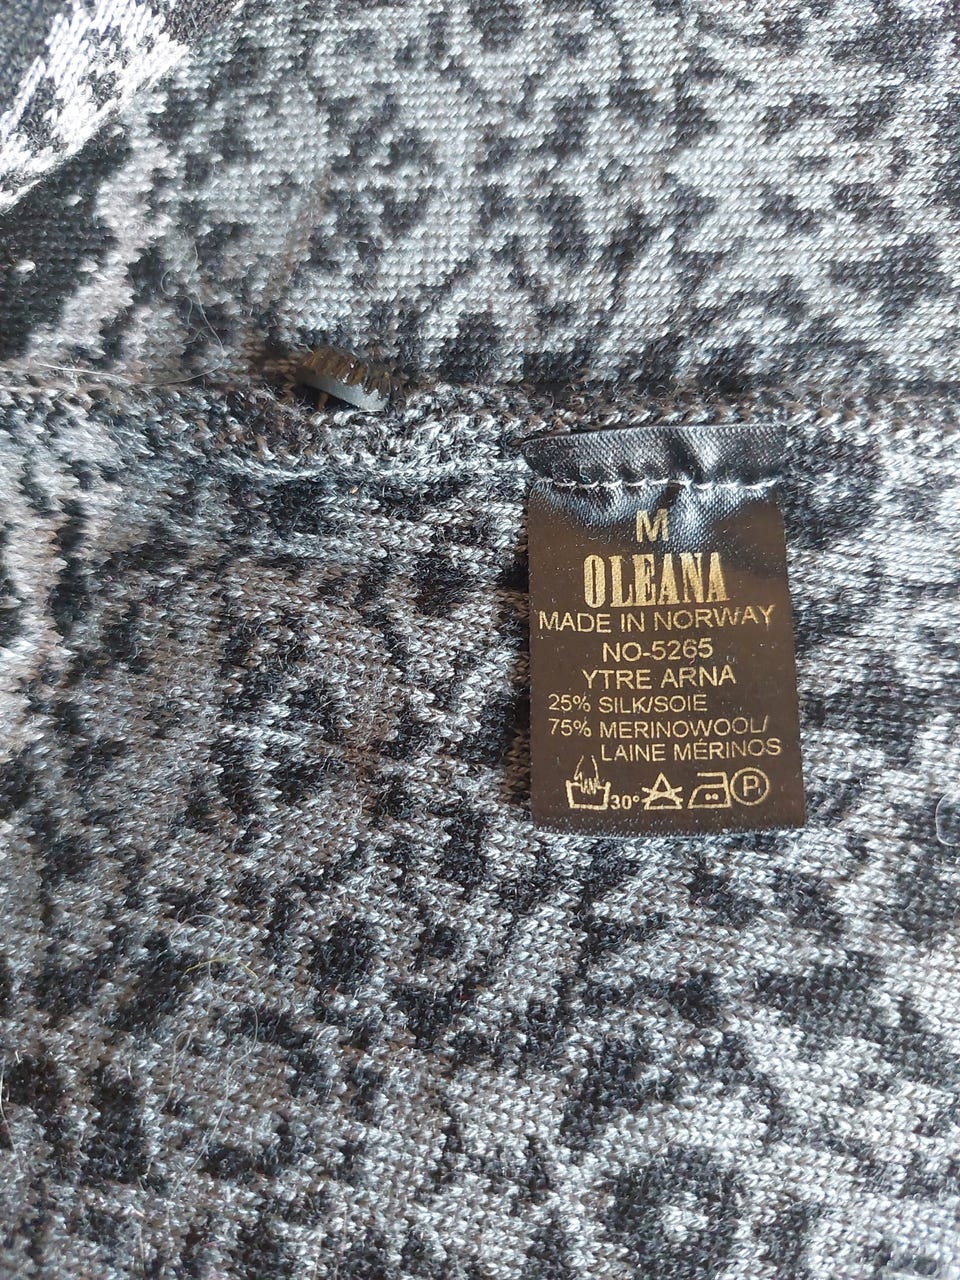 M
OLEANA
MADE IN NORWAY
NO-5265
YTRE ARNA
25% SILK/SOIE
75% MERINOWOOL/
LAINE MÉRINOS
30° P